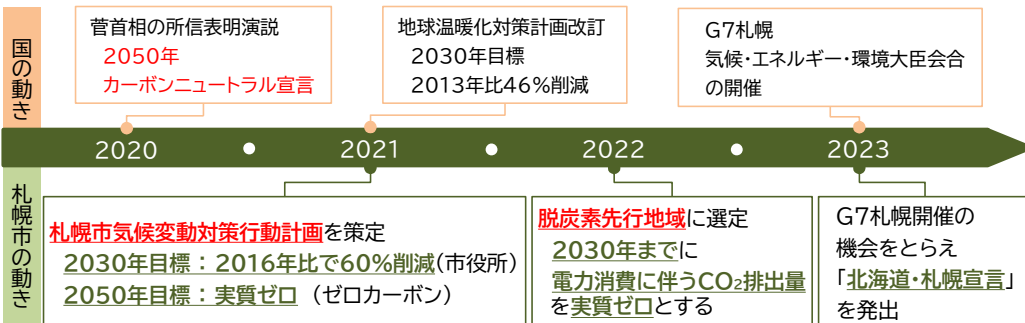 国の動き
菅首相の所信表明演説
2050年
カーボンニュートラル宣言
地球温暖化対策計画改訂
2030年目標
2013年比46%削減
G7札幌
気候・エネルギー・環境大臣会合
の開催
2020 ● 2021 ● 2022 ● 2023
札幌市の動き
札幌市気候変動対策行動計画を策定
2030年目標：2016年比で60%削減(市役所)
2050年目標：実質ゼロ （ゼロカーボン）
脱炭素先行地域に選定
2030年までに
電力消費に伴うCO₂排出量
を実質ゼロとする
G7札幌開催の
機会をとらえ
「北海道・札幌宣言」
を発出